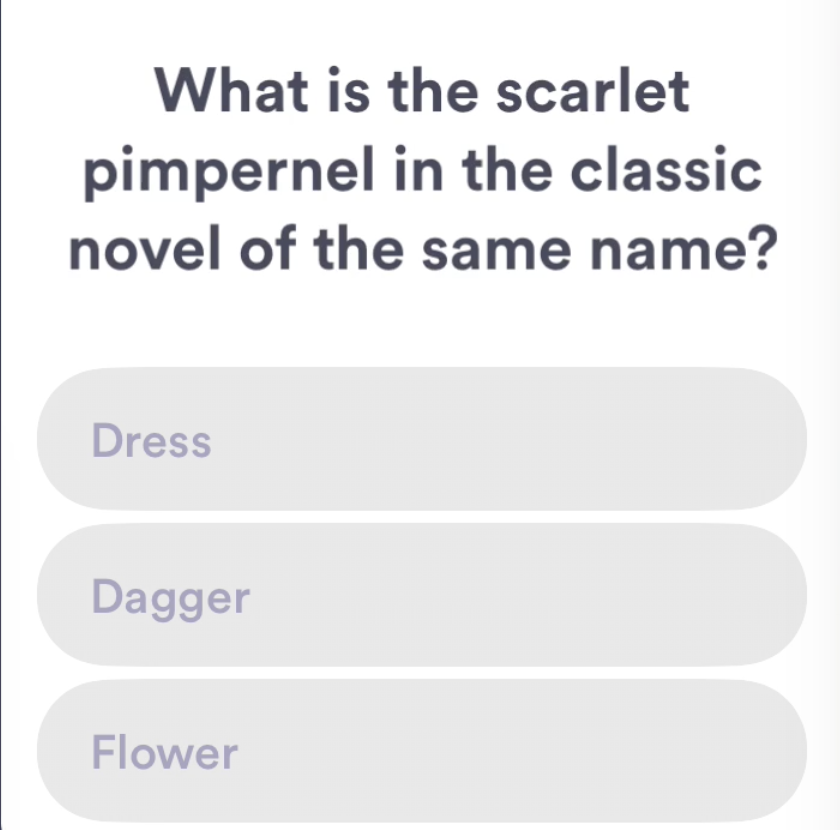 What is the scarlet
pimpernel in the classic
novel of the same name?
Dress
Dagger
Flower